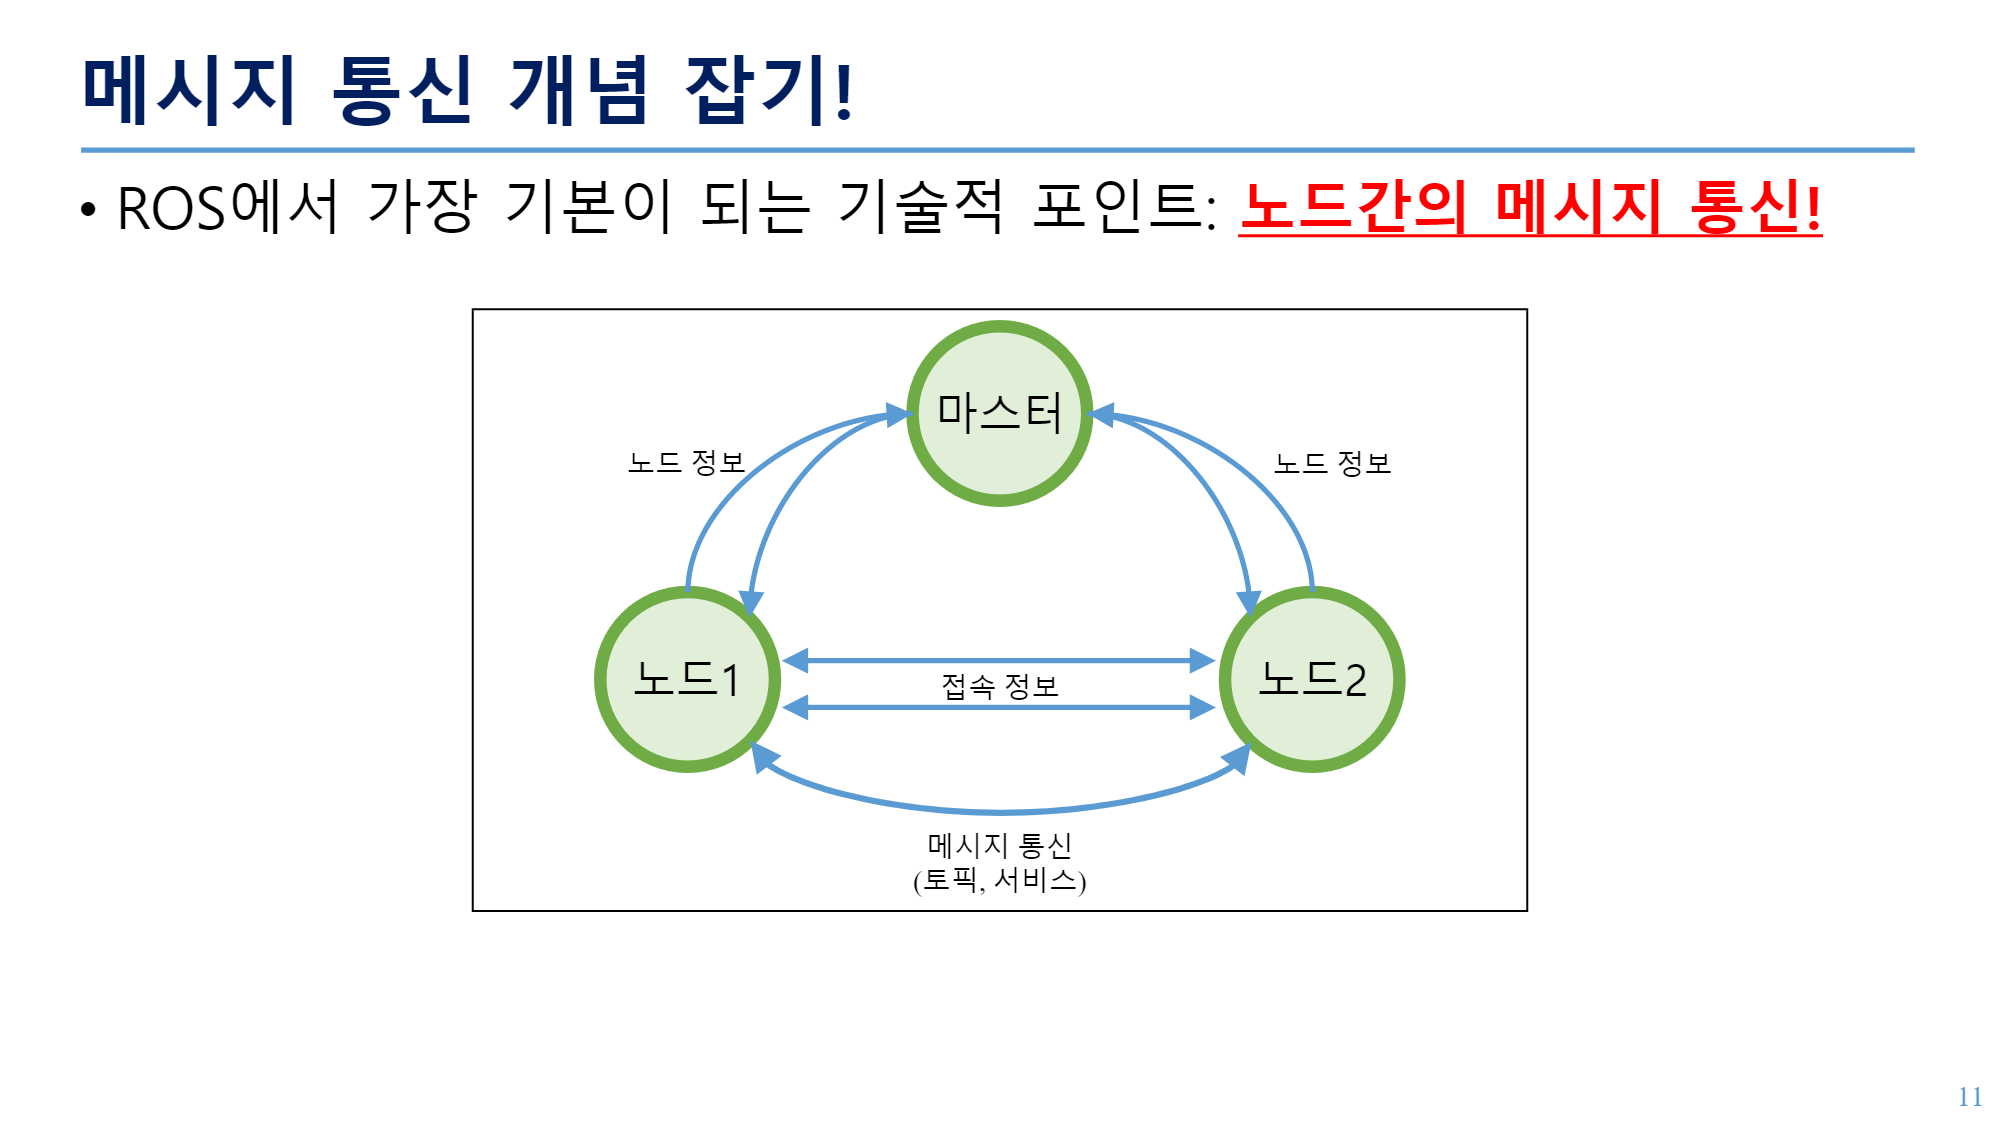 메시지 통신 개념 잡기!
• ROS에서 가장 기본이 되는 기술적 포인트: 노드간의 메시지 통신!
마스터
노드 정보
노드 정보
노드1
노드2
접속 정보
메시지 통신
(토픽, 서비스)
11